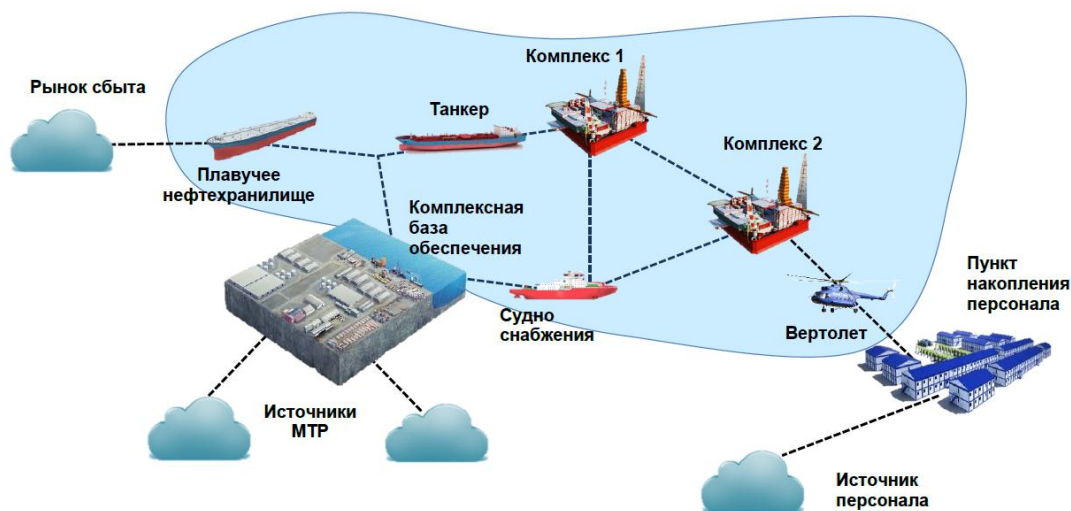 Комплекс 1
Рынок сбыта
Танкер
Комплекс 2
Плавучее
нефтехранилище
Комплексная
база
обеспечения
Пункт
накопления
персонала
Судно
снабжения
Вертолет
Источники
МТР
Источник
персонала